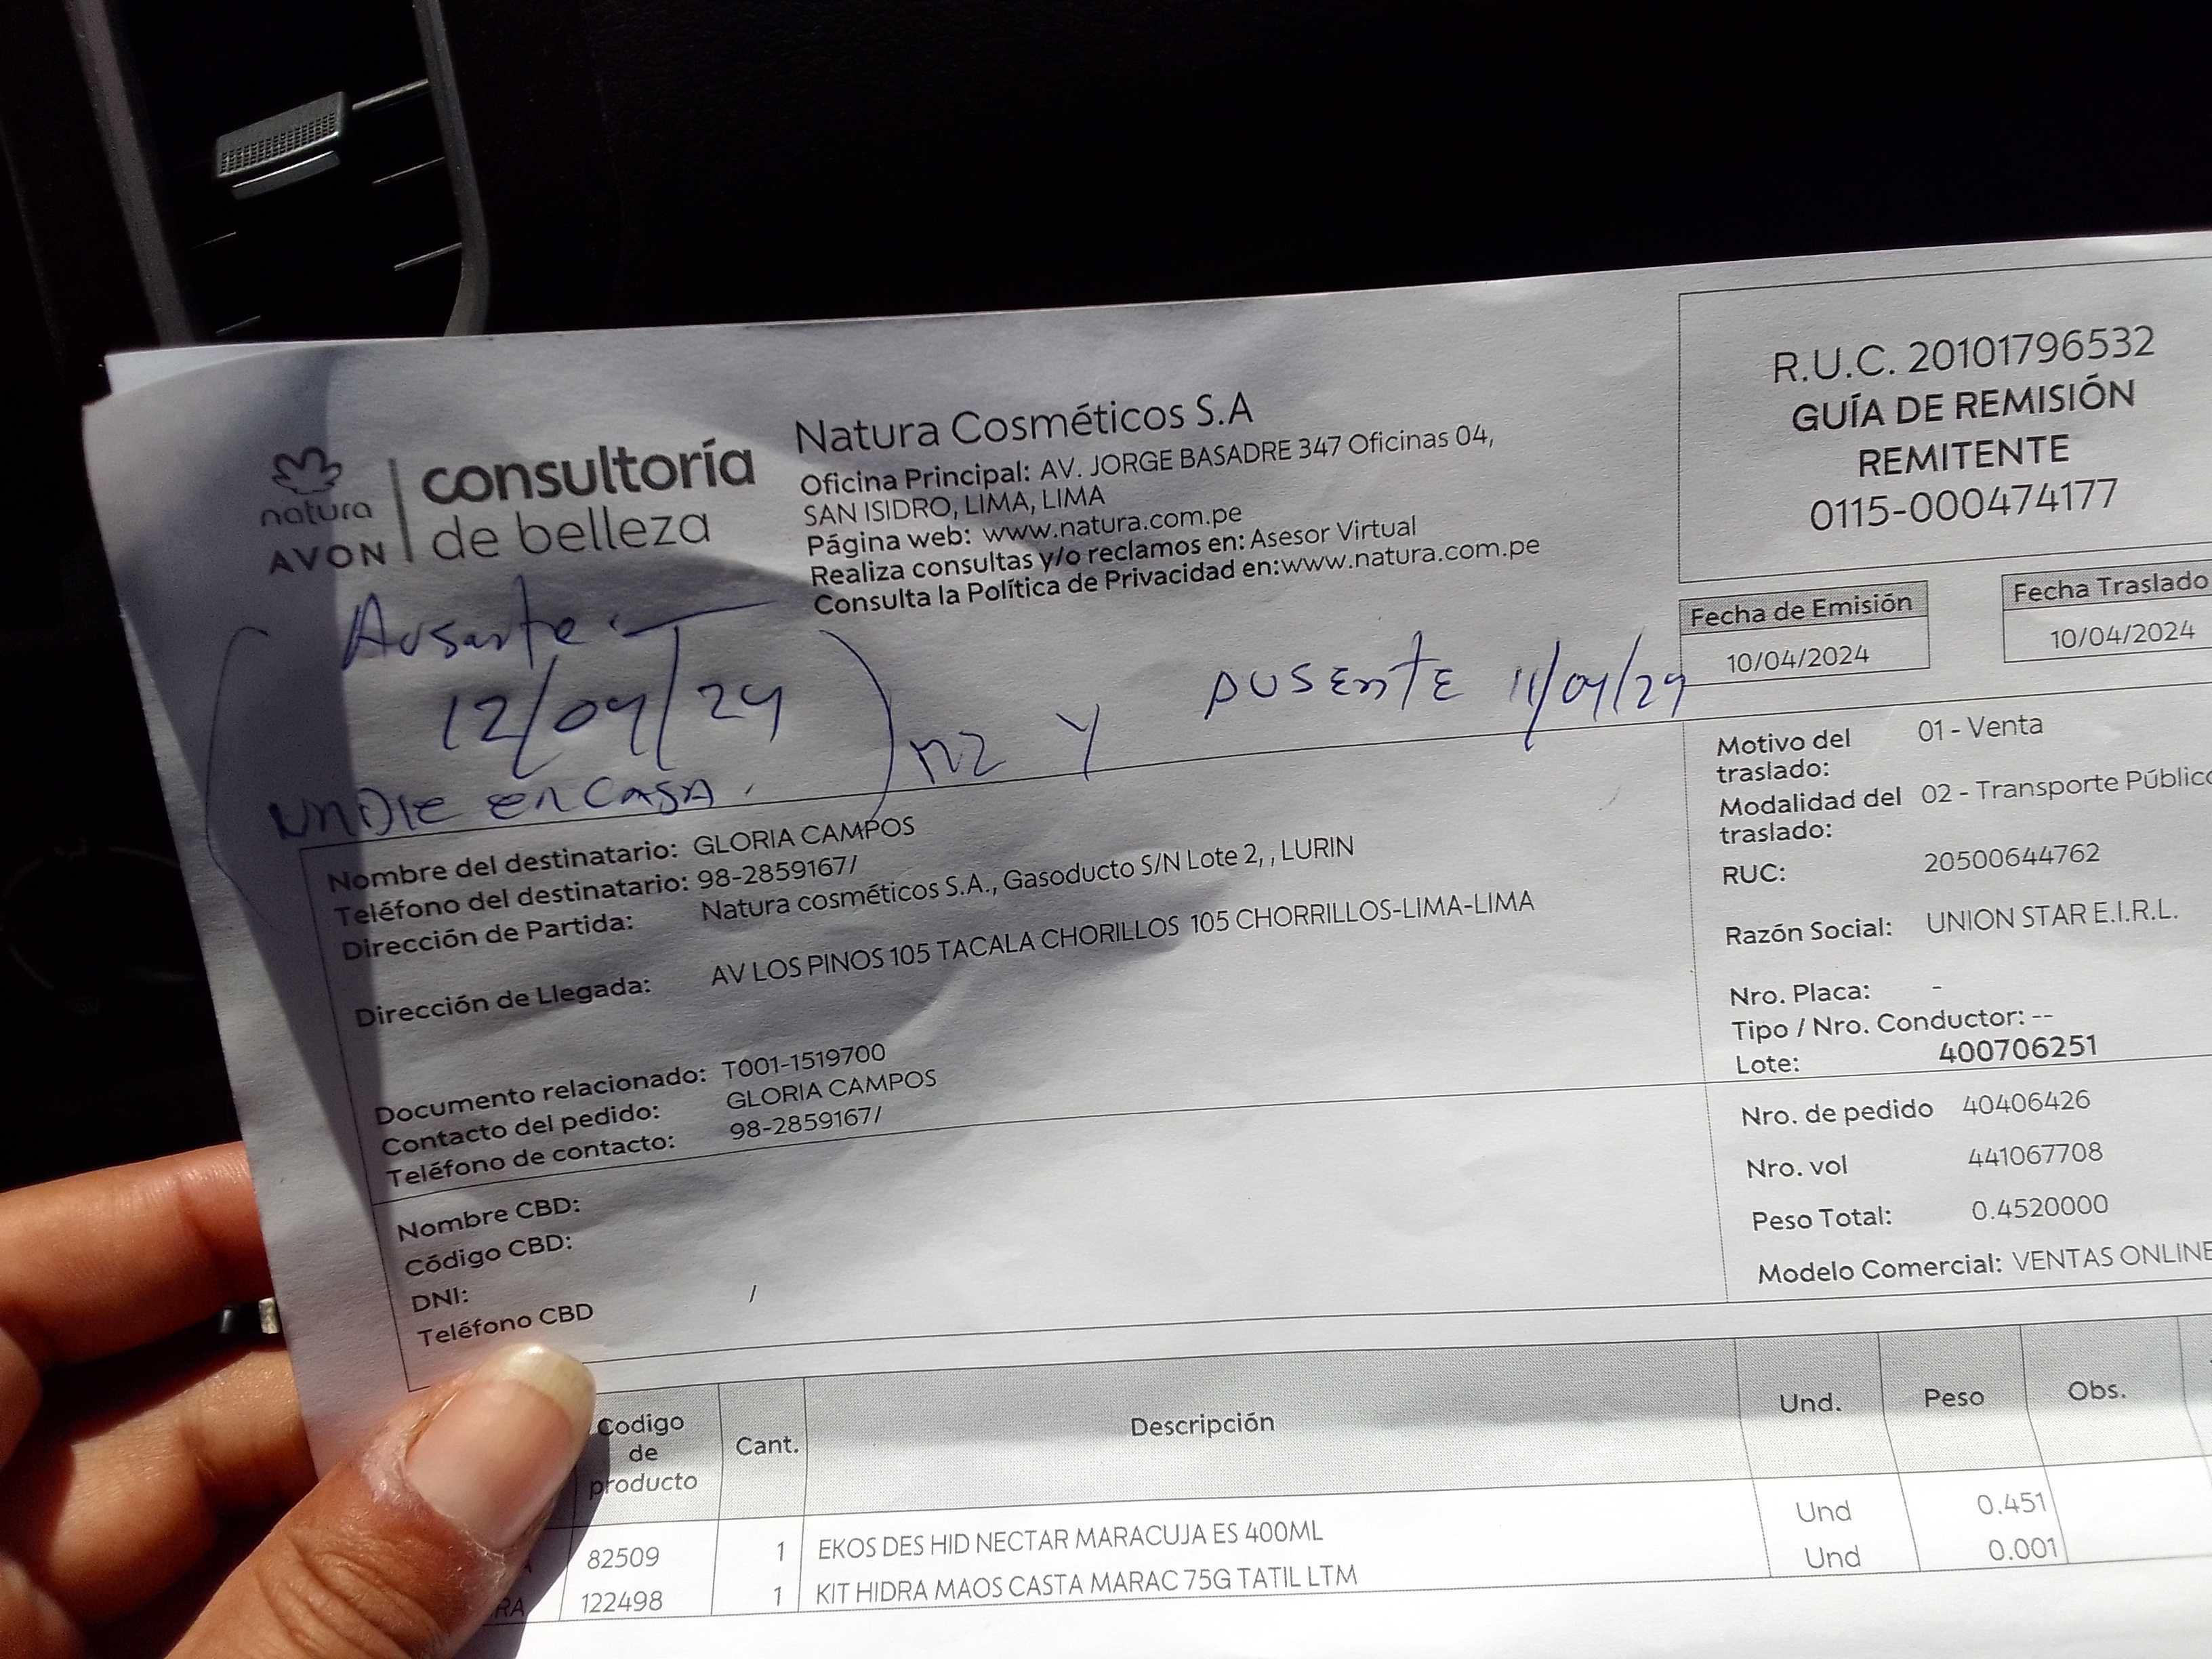 natura
AVON
consultoría
de belleza
Natura Cosméticos S.A
Oficina Principal: AV. JORGE BASADRE 347 Oficinas 04,
SAN ISIDRO, LIMA, LIMA
Página web: www.natura.com.pe
Realiza consultas y/o reclamos en: Asesor Virtual
Consulta la Política de Privacidad en:www.natura.com.pe
R.U.C. 20101796532
GUÍA DE REMISIÓN
REMITENTE
0115-000474177
Fecha de Emisión
10/04/2024
Fecha Traslado
10/04/2024
Ausente
12/04/24
EN CASA.
MZ Y
AUSENTE 11/04/24
Nombre del destinatario: GLORIA CAMPOS
Teléfono del destinatario: 98-2859167/
Dirección de Partida: Natura cosméticos S.A., Gasoducto S/N Lote 2, , LURIN
Dirección de Llegada: AV LOS PINOS 105 TACALA CHORILLOS 105 CHORRILLOS-LIMA-LIMA
Documento relacionado: T001-1519700
Contacto del pedido: GLORIA CAMPOS
Teléfono de contacto: 98-2859167/
Nombre CBD:
Código CBD:
DNI:
Teléfono CBD /
Motivo del traslado: 01 - Venta
Modalidad del traslado: 02 - Transporte Público
RUC: 20500644762
Razón Social: UNION STAR E.I.R.L.
Nro. Placa: -
Tipo / Nro. Conductor: --
Lote: 400706251
Nro. de pedido 40406426
Nro. vol 441067708
Peso Total: 0.4520000
Modelo Comercial: VENTAS ONLINE
Codigo de producto Cant. Descripción Und. Peso Obs.
82509 1 EKOS DES HID NECTAR MARACUJA ES 400ML Und 0.451
RA 122498 1 KIT HIDRA MAOS CASTA MARAC 75G TATIL LTM Und 0.001